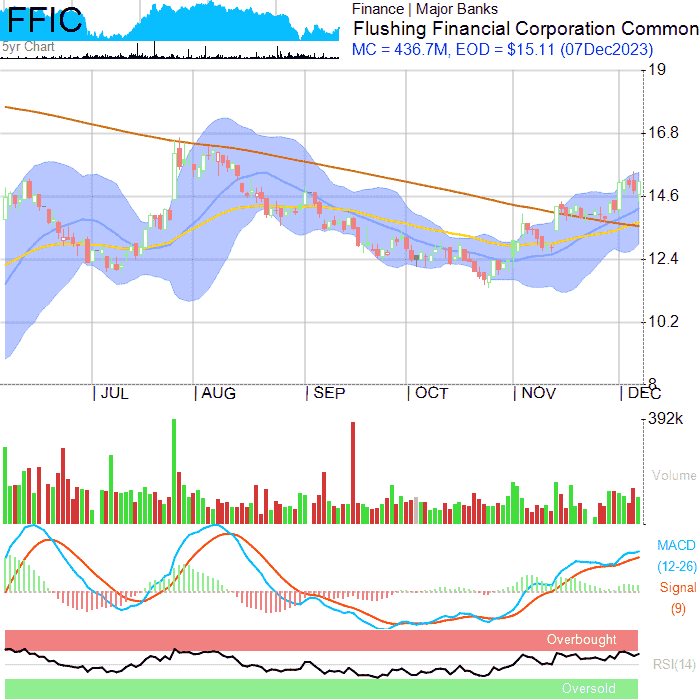 FFIC
5yr Chart
Finance | Major Banks
Flushing Financial Corporation Common
MC = 436.7M, EOD = $15.11 (07Dec2023)
19
16.8
14.6
12.4
10.2
8
JUL AUG SEP OCT NOV DEC
392k
Volume
MACD
(12-26)
Signal
(9)
Overbought
RSI(14)
Oversold